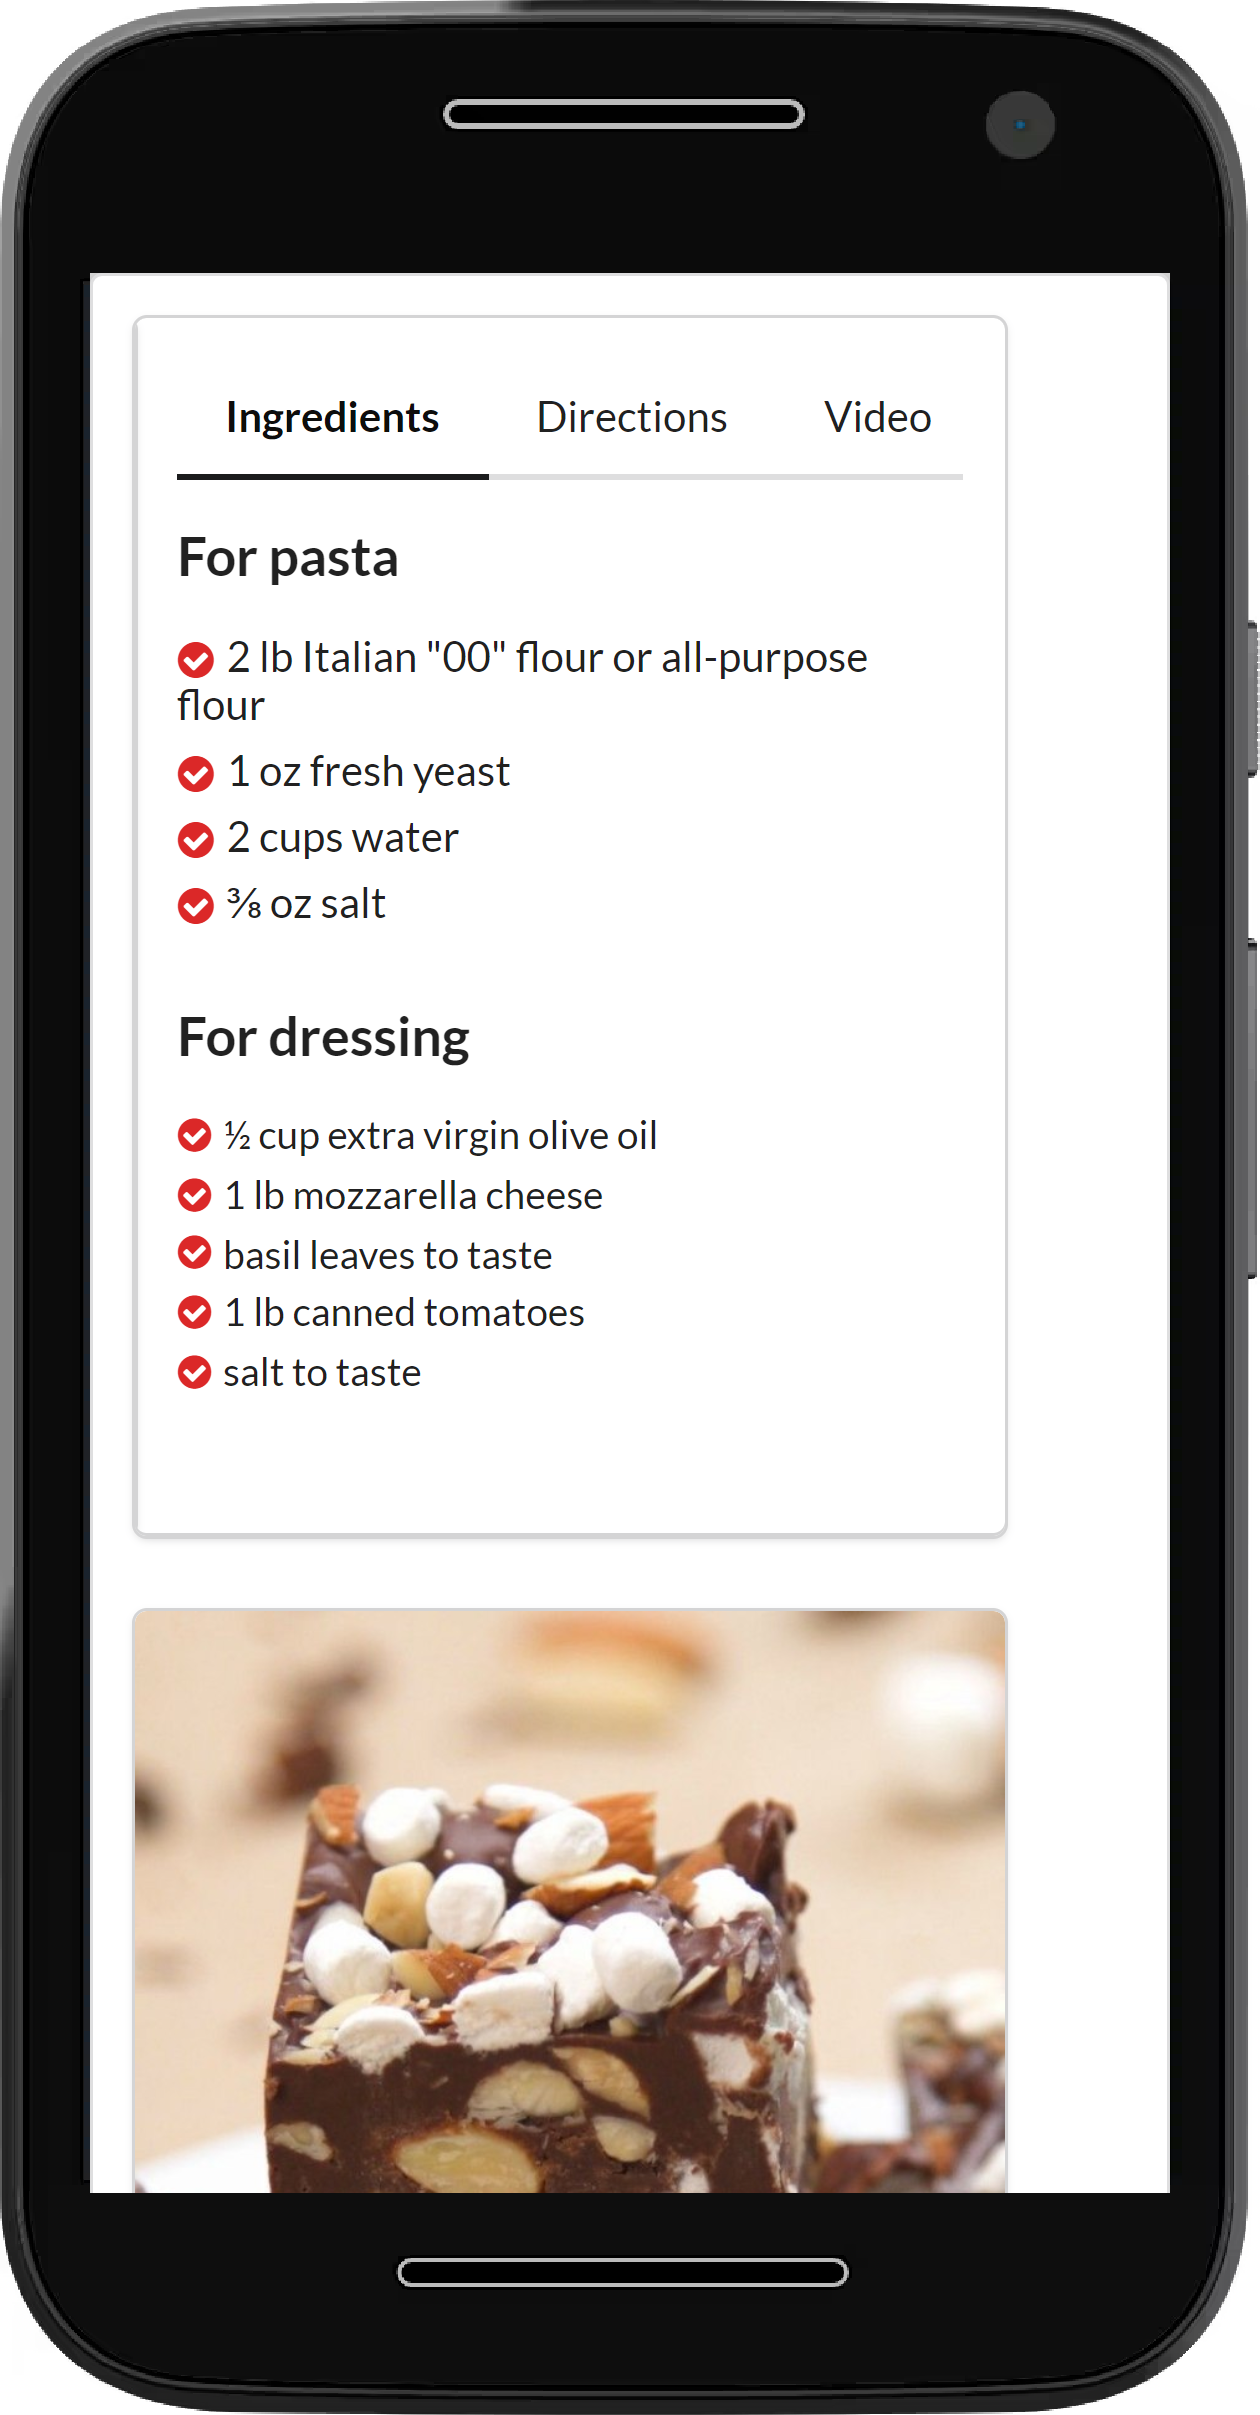 Ingredients Directions Video
For pasta
2 lb Italian "00" flour or all-purpose
flour
1 oz fresh yeast
2 cups water
⅜ oz salt
For dressing
½ cup extra virgin olive oil
1 lb mozzarella cheese
basil leaves to taste
1 lb canned tomatoes
salt to taste